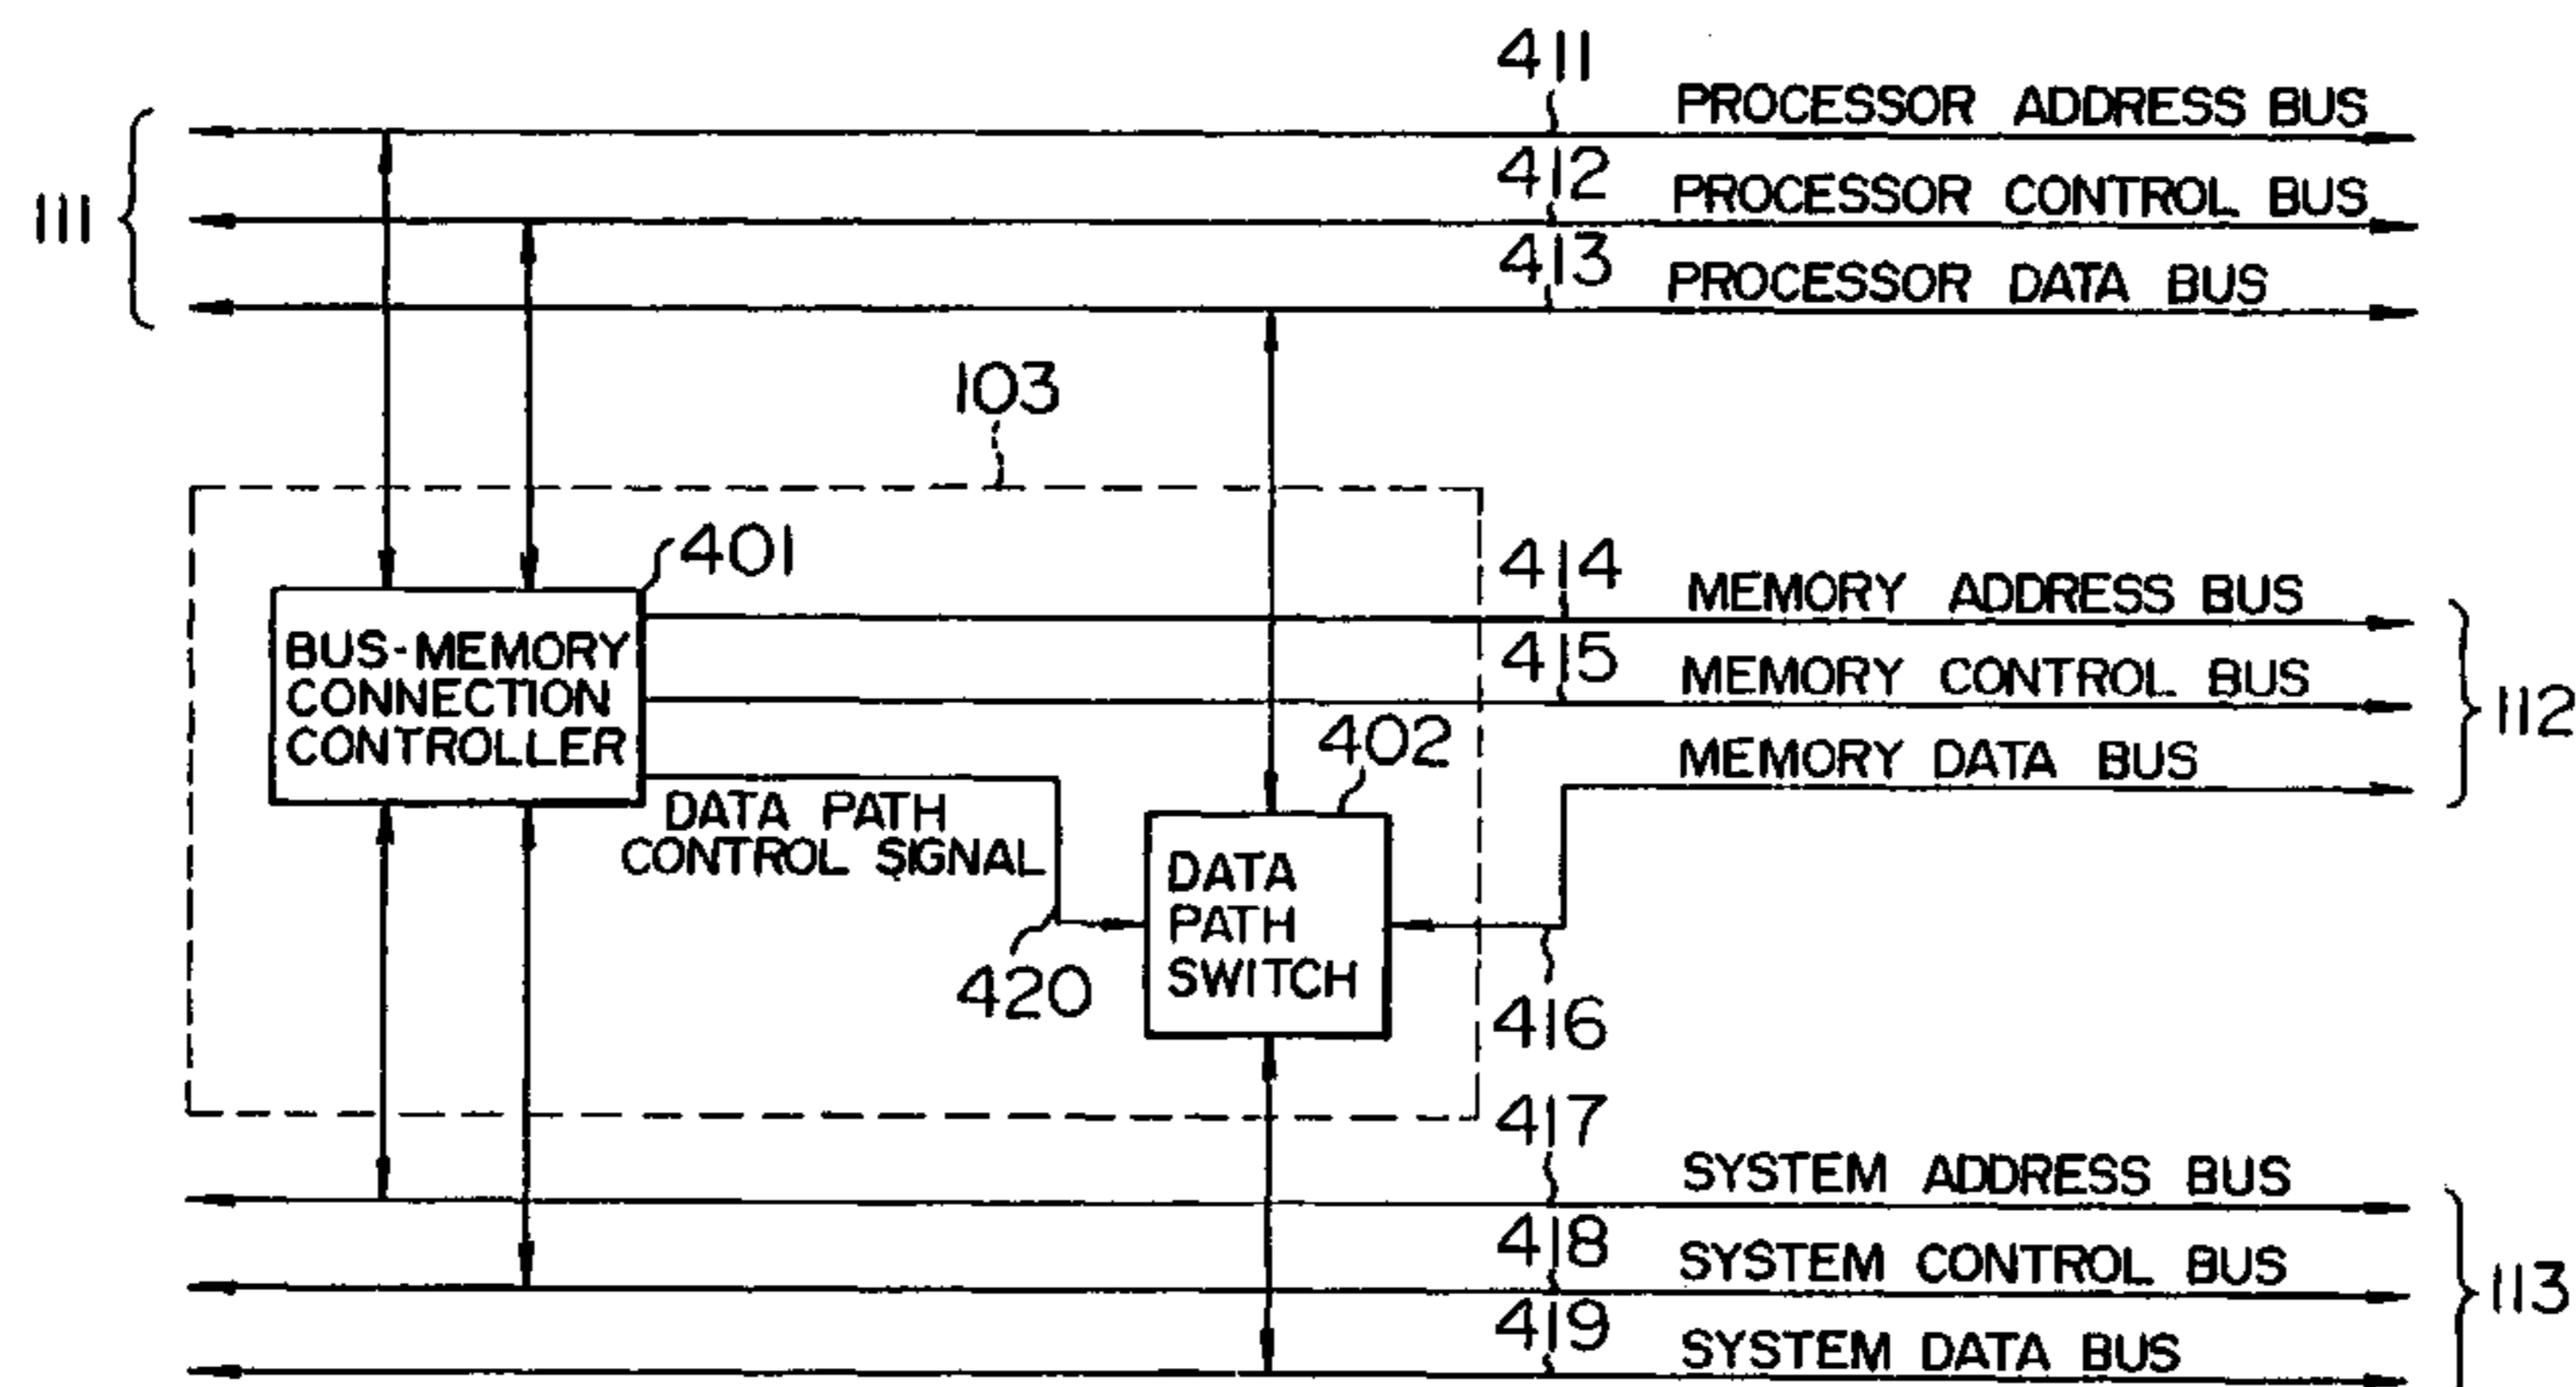 411
PROCESSOR ADDRESS BUS
412
PROCESSOR CONTROL BUS
111
413
PROCESSOR DATA BUS
103
401
414
MEMORY ADDRESS BUS
BUS-MEMORY
CONNECTION
CONTROLLER
415
MEMORY CONTROL BUS
112
402
MEMORY DATA BUS
DATA PATH
CONTROL SIGNAL
DATA
PATH
SWITCH
420
416
417
SYSTEM ADDRESS BUS
418
SYSTEM CONTROL BUS
113
419
SYSTEM DATA BUS